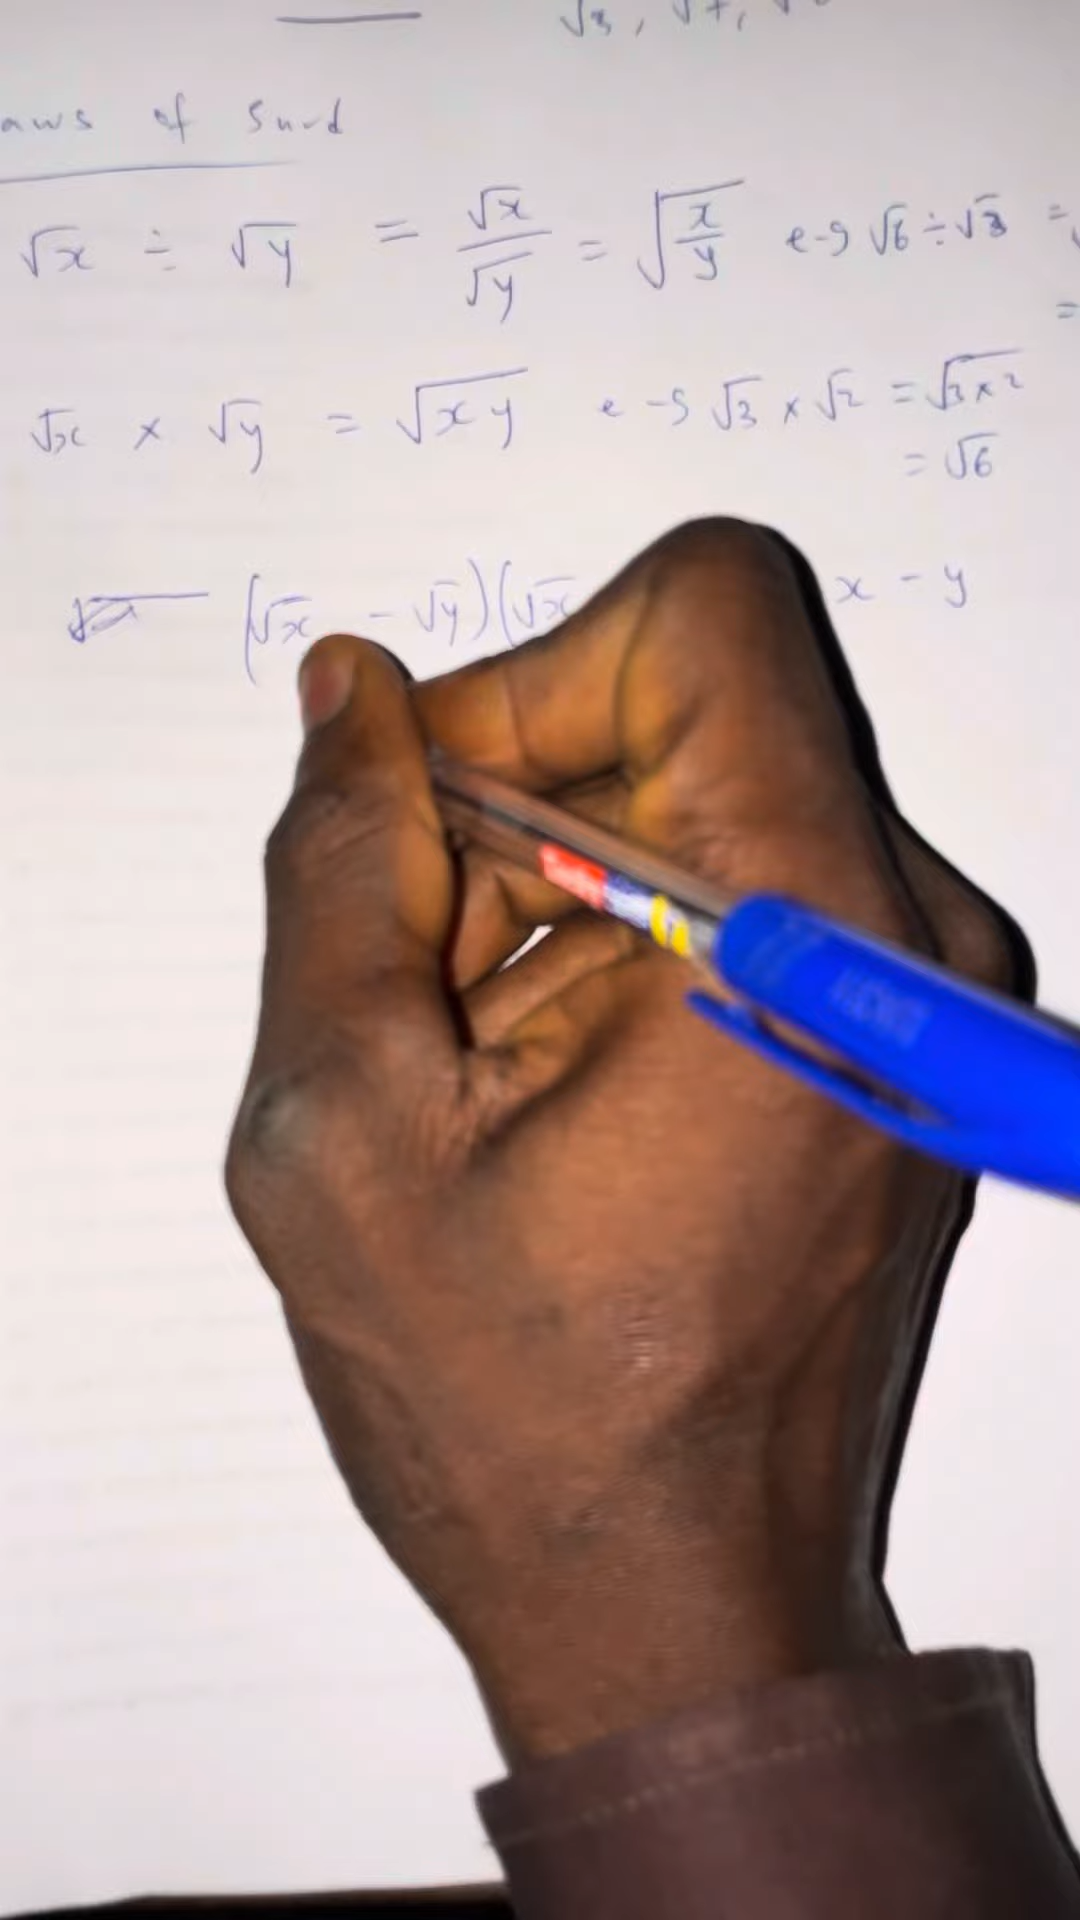 √3, √7,
aws of Surd
√x ÷ √y = √x/√y = √(x/y) e-g √6÷√3 =
=
√x × √y = √(xy) e-g √3 × √2 = √(3×2)
= √6
(√x - √y)(√x x - y